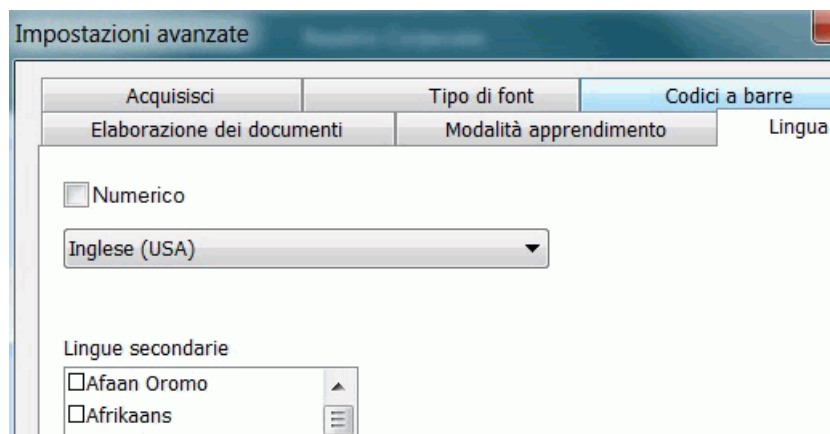 Impostazioni avanzate
Acquisisci Tipo di font Codici a barre
Elaborazione dei documenti Modalità apprendimento Lingua
Numerico
Inglese (USA)
Lingue secondarie
Afaan Oromo
Afrikaans